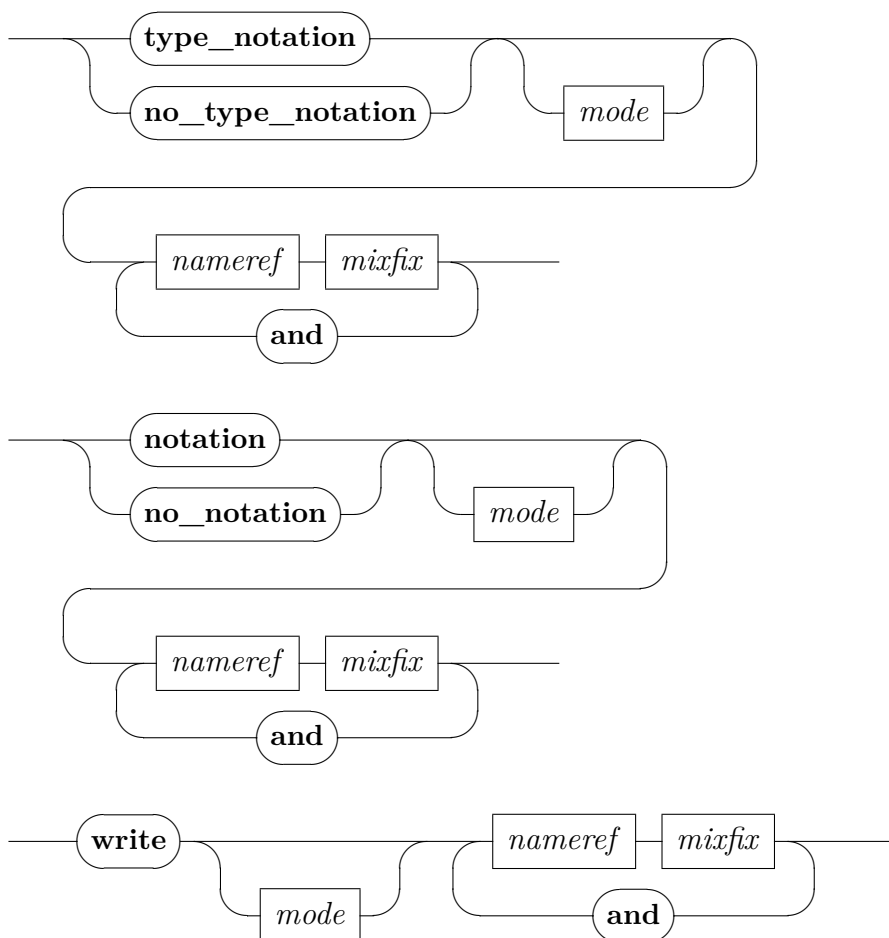 type_notation
no_type_notation mode
nameref mixfix
and
notation
no_notation mode
nameref mixfix
and
write nameref mixfix
mode and